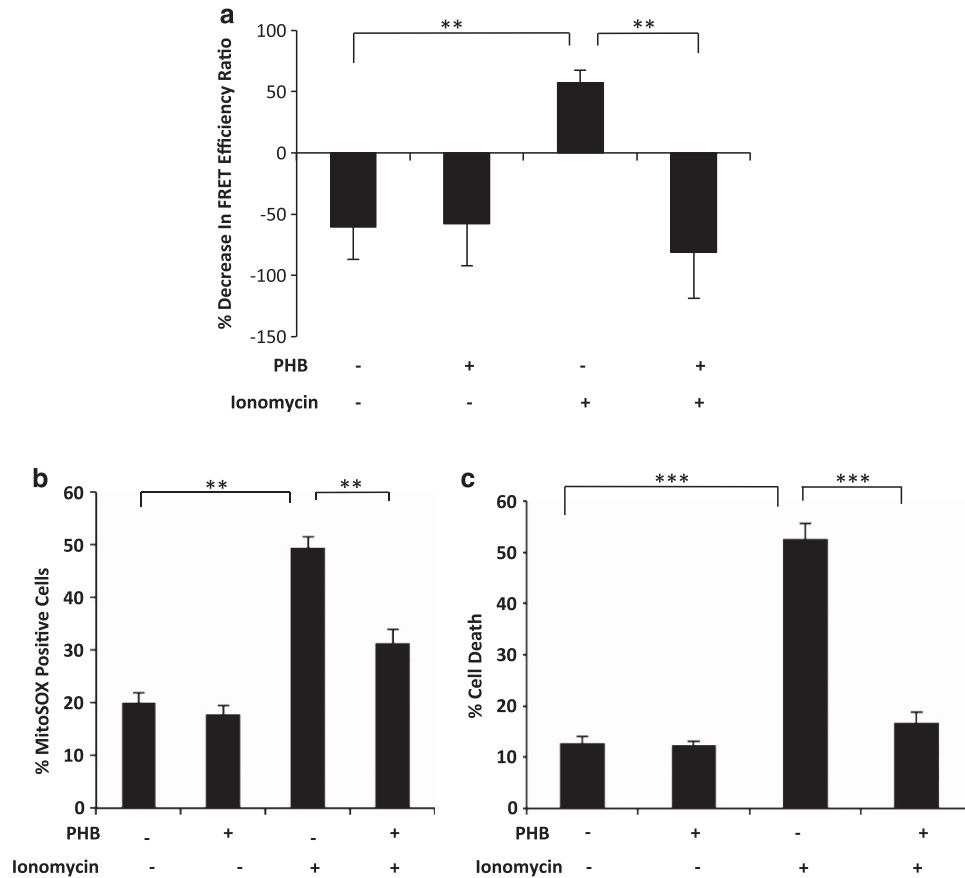 a
** **
% Decrease In FRET Efficiency Ratio
100
50
0
-50
-100
-150
PHB - + - +
Ionomycin - - + +
b
** **
% MitoSOX Positive Cells
60
50
40
30
20
10
0
PHB - + - +
Ionomycin - - + +
c
*** ***
% Cell Death
60
50
40
30
20
10
0
PHB - + - +
Ionomycin - - + +